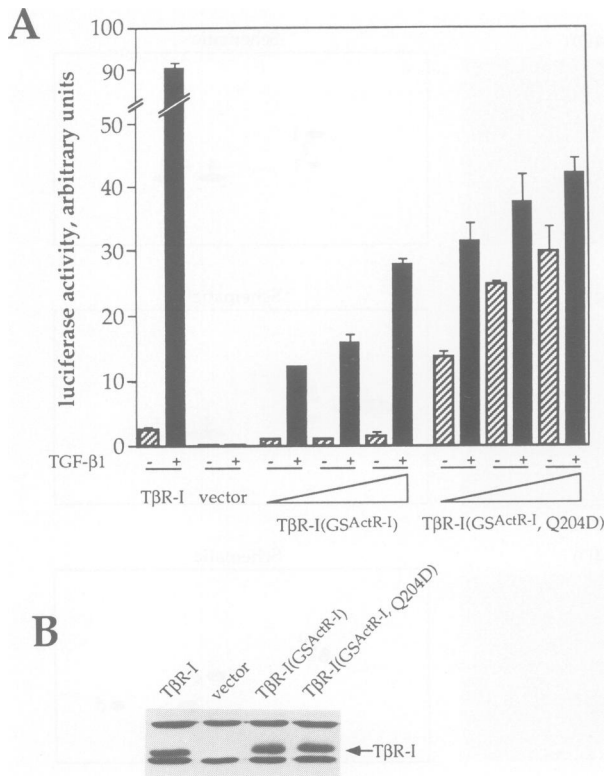 A
luciferase activity, arbitrary units
100
90
50
40
30
20
10
0
TGF-β1 - + - + - + - + - + - + - + - +
TβR-I vector
TβR-I(GSActR-I) TβR-I(GSActR-I, Q204D)
B
TβR-I
vector
TβR-I(GSActR-I)
TβR-I(GSActR-I, Q204D)
TβR-I